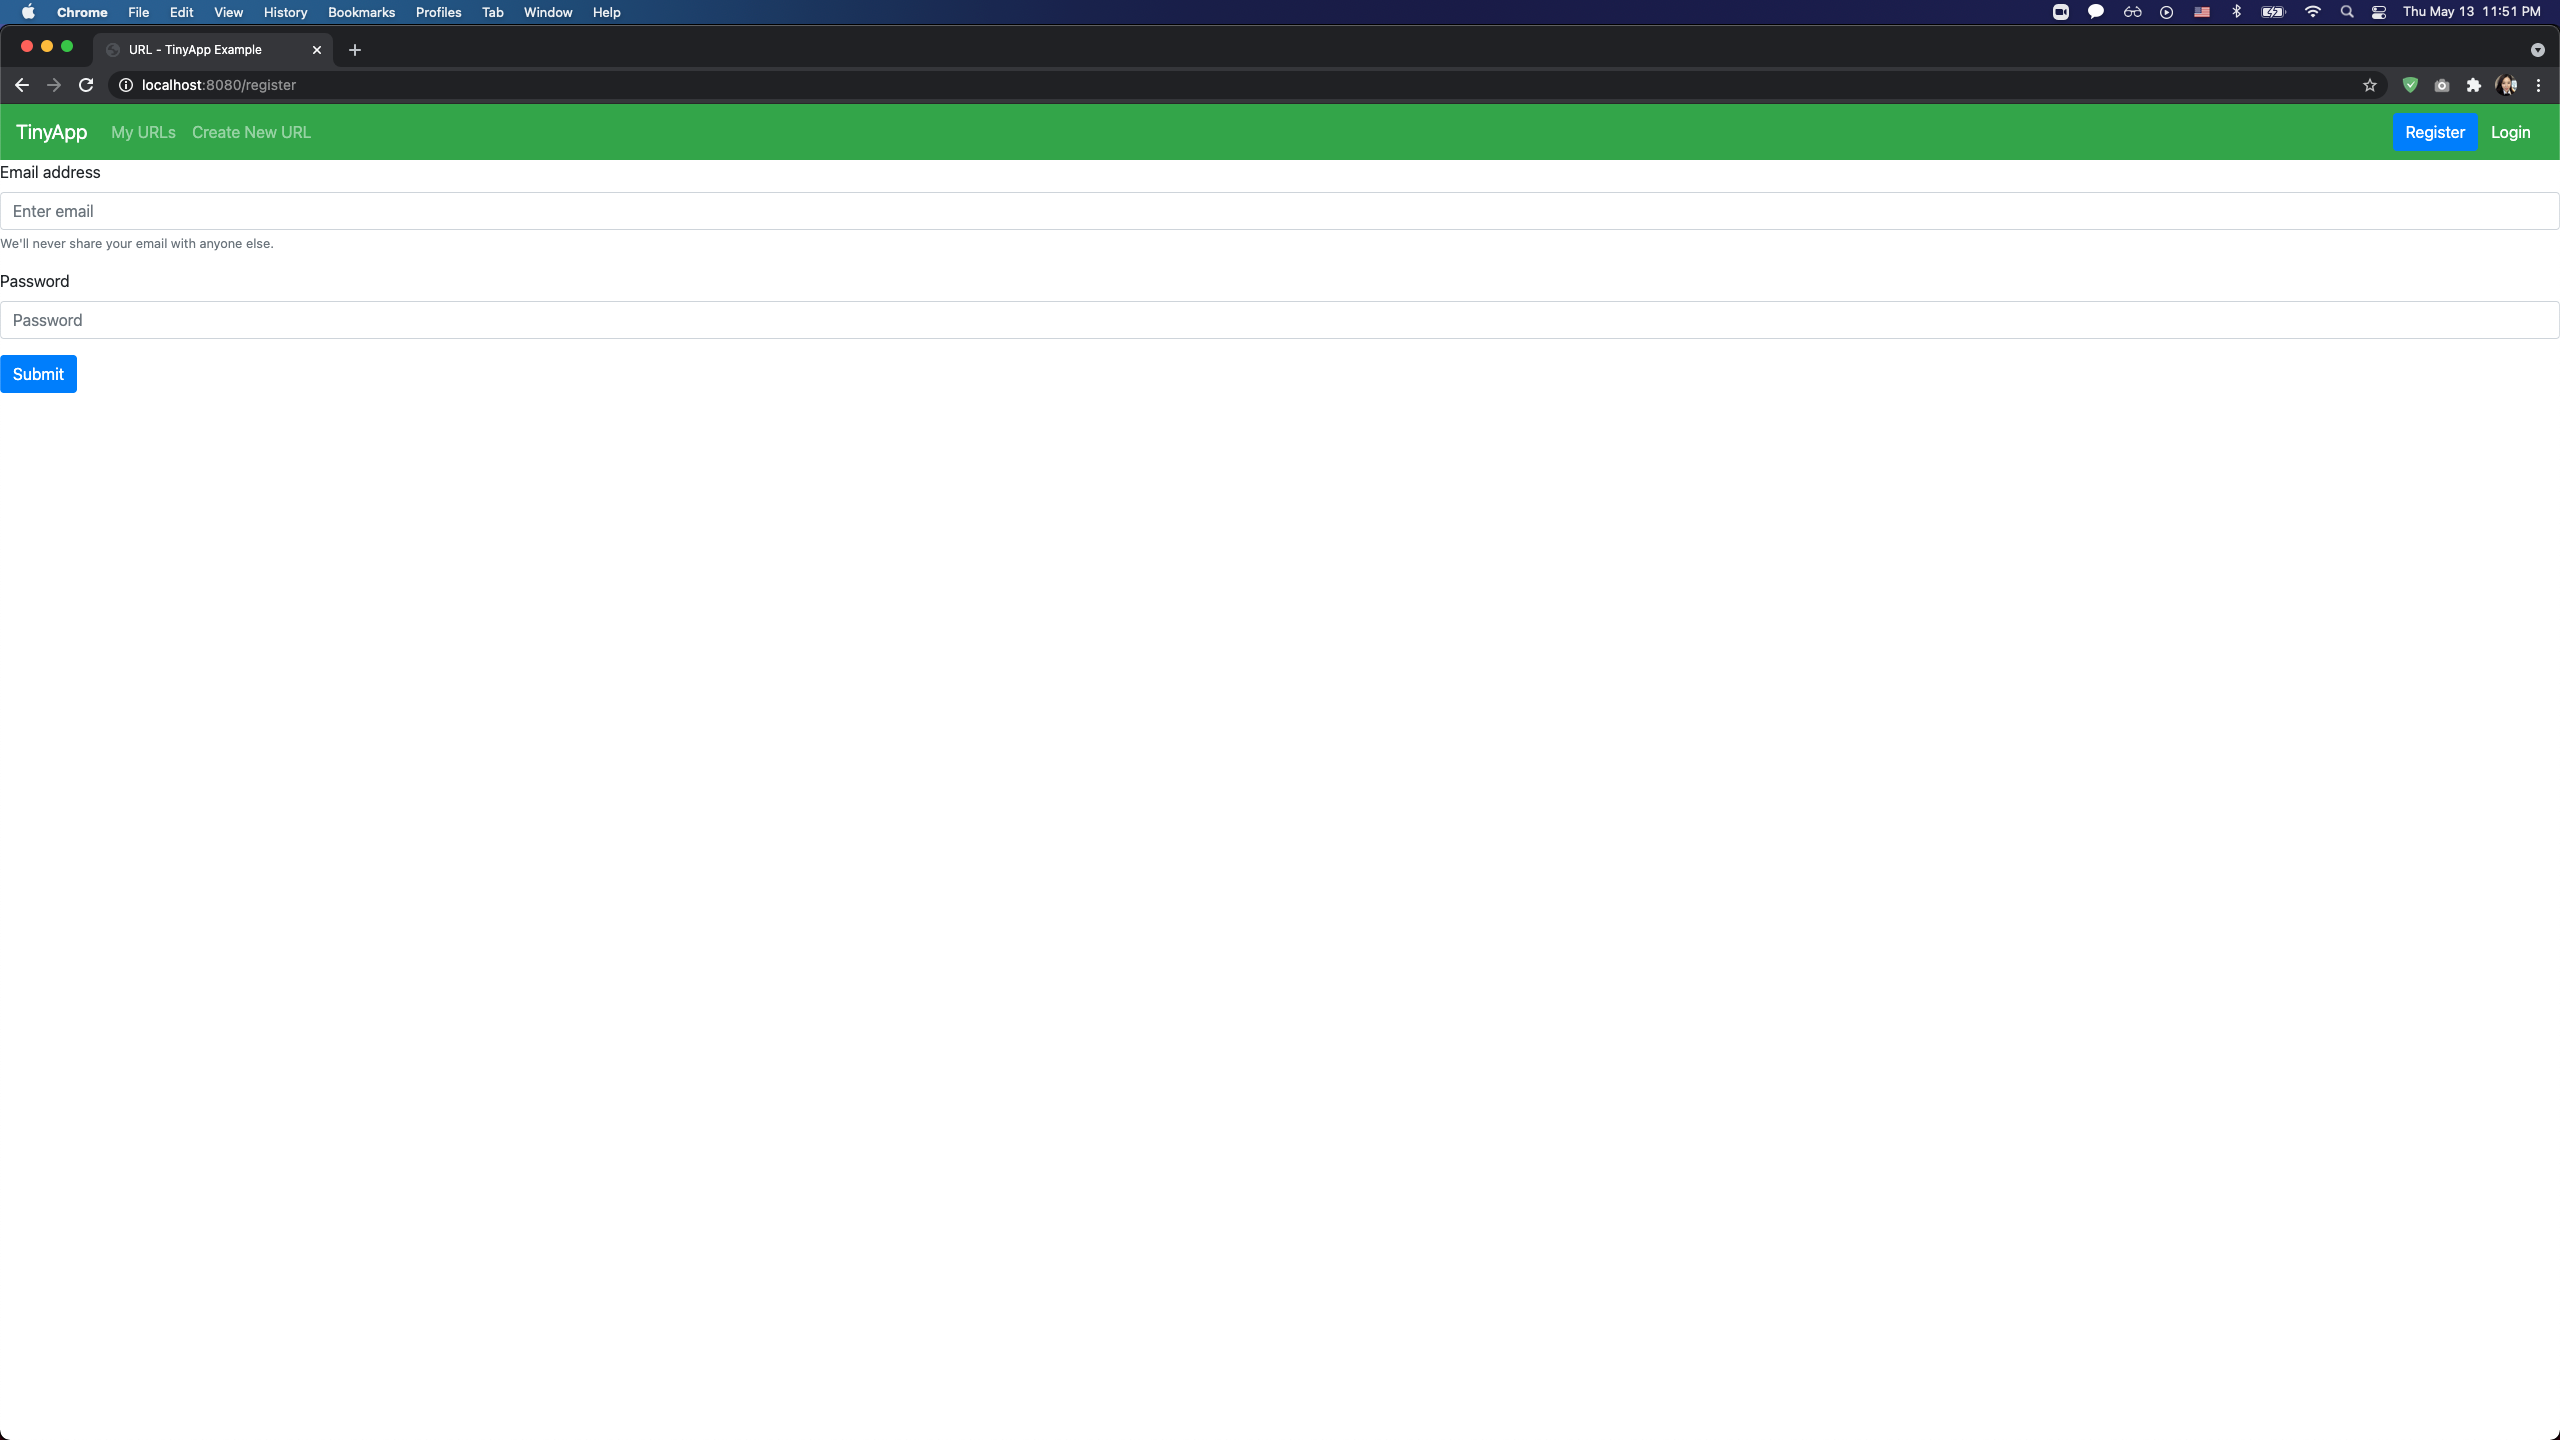 Chrome File Edit View History Bookmarks Profiles Tab Window Help Thu May 13 11:51 PM
URL - TinyApp Example
localhost:8080/register
TinyApp My URLs Create New URL Register Login
Email address
Enter email
We'll never share your email with anyone else.
Password
Password
Submit